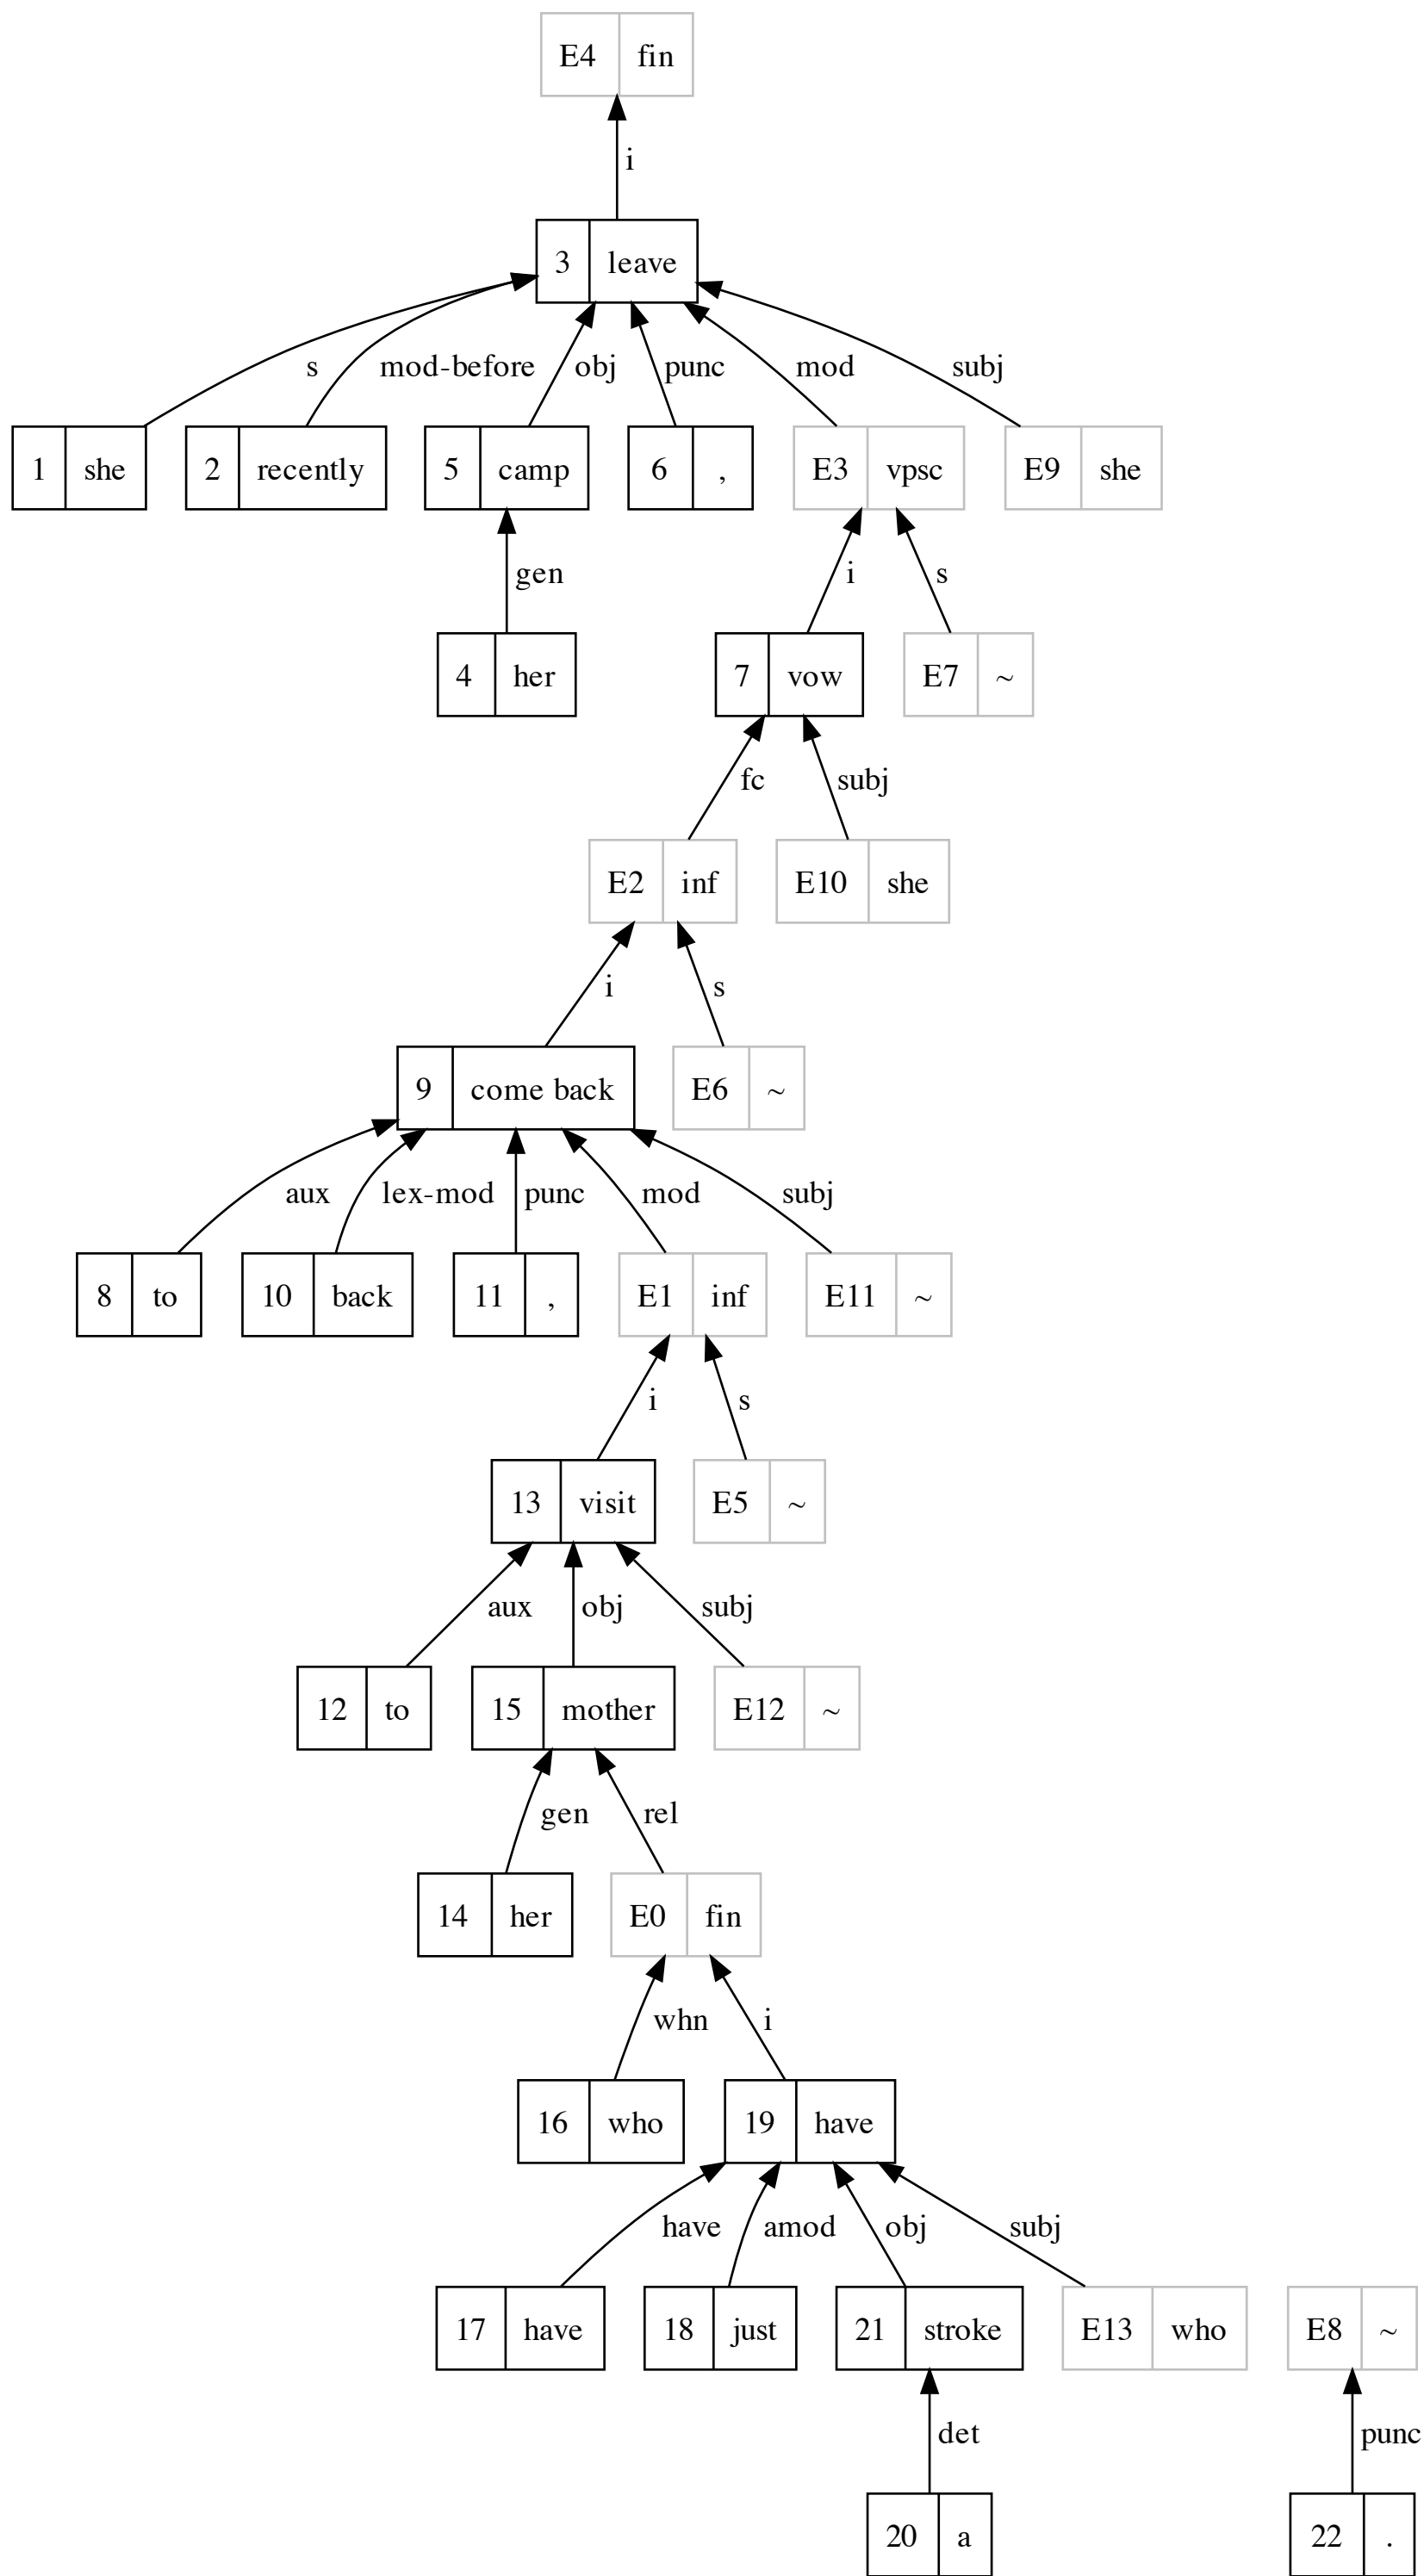 E4 fin
i
3 leave
s mod-before obj punc mod subj
1 she 2 recently 5 camp 6 , E3 vpsc E9 she
gen i s
4 her 7 vow E7 ~
fc subj
E2 inf E10 she
i s
9 come back E6 ~
aux lex-mod punc mod subj
8 to 10 back 11 , E1 inf E11 ~
i s
13 visit E5 ~
aux obj subj
12 to 15 mother E12 ~
gen rel
14 her E0 fin
whn i
16 who 19 have
have amod obj subj
17 have 18 just 21 stroke E13 who E8 ~
det punc
20 a 22 .